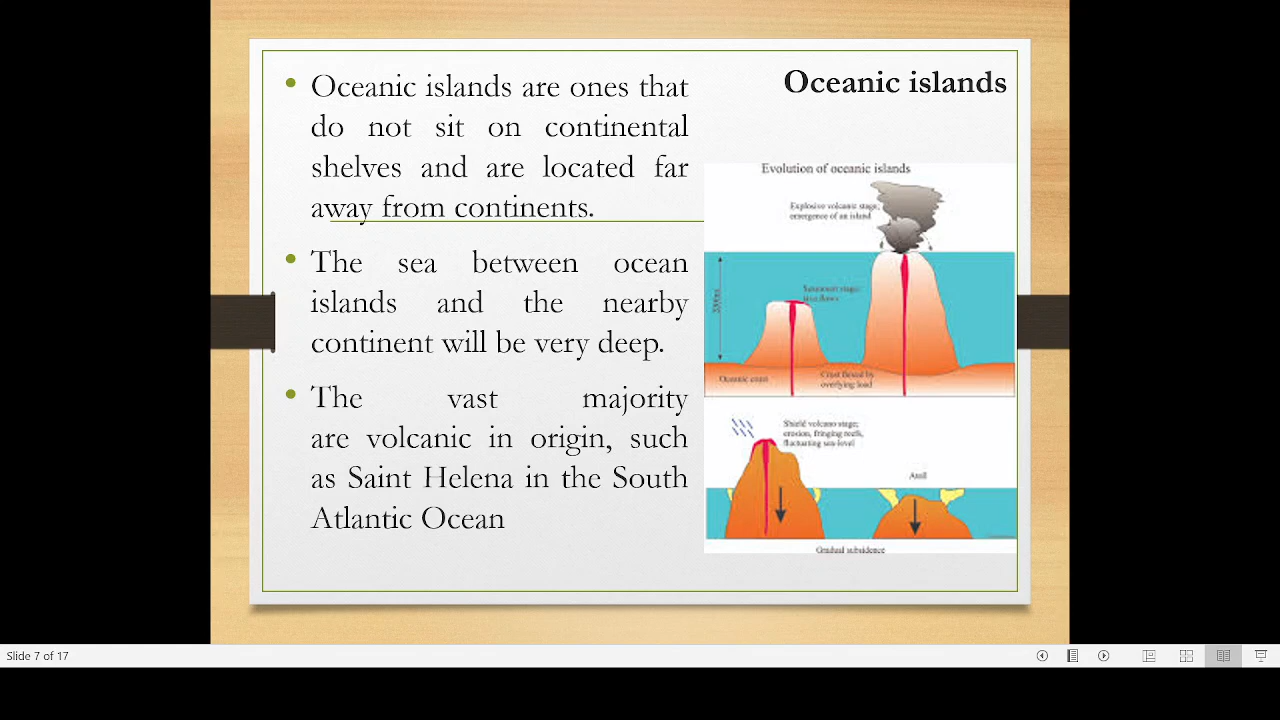 Oceanic islands
Oceanic islands are ones that
do not sit on continental
shelves and are located far
away from continents.
The sea between ocean
islands and the nearby
continent will be very deep.
The vast majority
are volcanic in origin, such
as Saint Helena in the South
Atlantic Ocean
Evolution of oceanic islands
Explosive volcanic stage;
emergence of an island
Seamount stage:
lava flows
Oceanic crust
Crust flexed by
overlying load
Shield volcano stage;
erosion, fringing reefs,
fluctuating sea-level
Atoll
Gradual subsidence
Slide 7 of 17